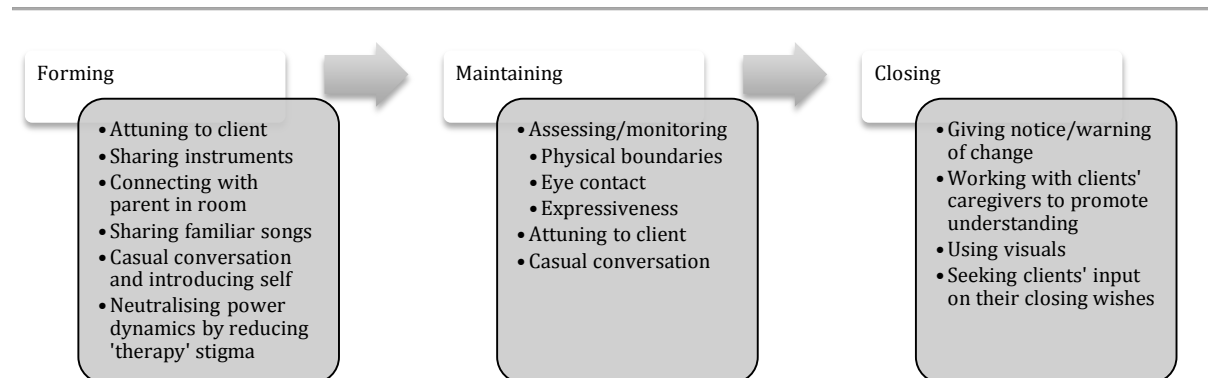 Forming
• Attuning to client
• Sharing instruments
• Connecting with
parent in room
• Sharing familiar songs
• Casual conversation
and introducing self
• Neutralising power
dynamics by reducing
'therapy' stigma
Maintaining
• Assessing/monitoring
• Physical boundaries
• Eye contact
• Expressiveness
• Attuning to client
• Casual conversation
Closing
• Giving notice/warning
of change
• Working with clients'
caregivers to promote
understanding
• Using visuals
• Seeking clients' input
on their closing wishes